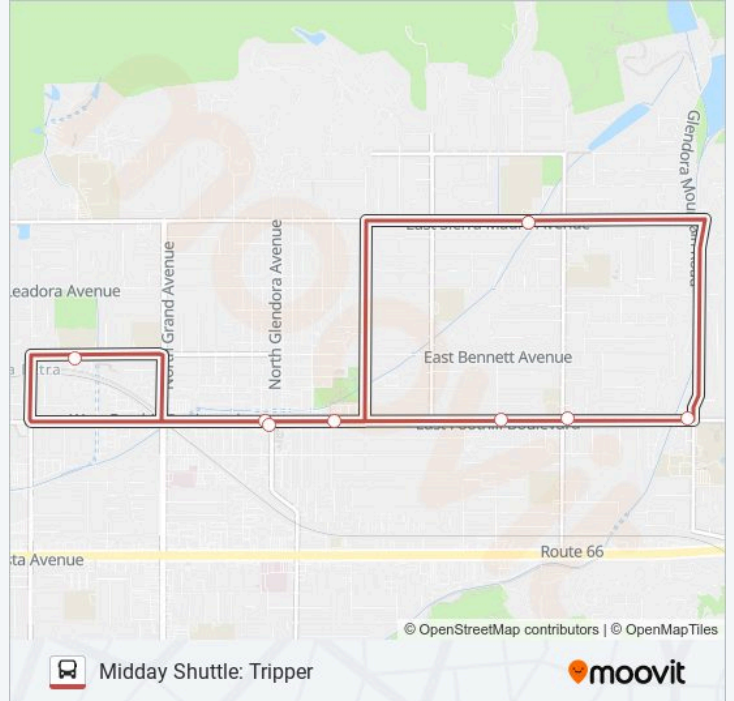 Glendora Mountain Road
East Sierra Madre Avenue
Leadora Avenue
North Grand Avenue
North Glendora Avenue
East Bennett Avenue
East Foothill Boulevard
Route 66
sta Avenue
© OpenStreetMap contributors | © OpenMapTiles
Midday Shuttle: Tripper
moovit